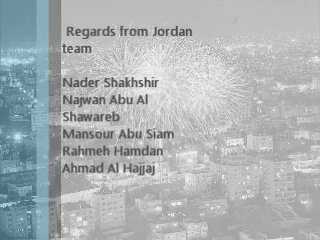 Regards from Jordan
team
Nader Shakhshir
Najwan Abu Al
Shawareb
Mansour Abu Siam
Rahmeh Hamdan
Ahmad Al Hajjaj